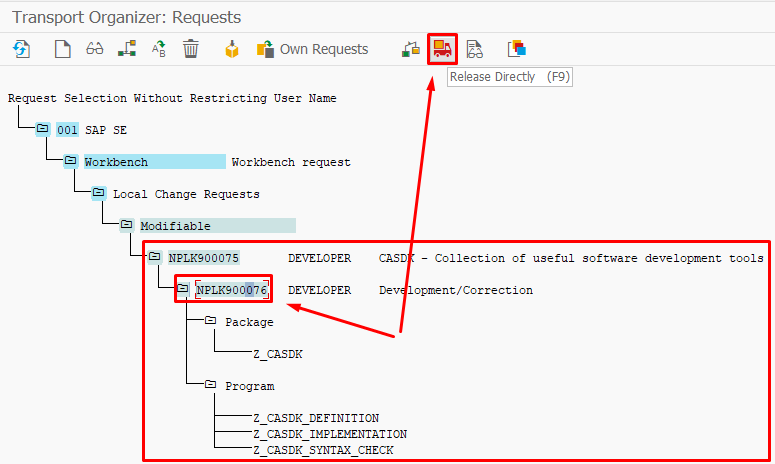 Transport Organizer: Requests
Own Requests
Release Directly (F9)
Request Selection Without Restricting User Name
001 SAP SE
Workbench Workbench request
Local Change Requests
Modifiable
NPLK900075 DEVELOPER CASDK - Collection of useful software development tools
NPLK900076 DEVELOPER Development/Correction
Package
Z_CASDK
Program
Z_CASDK_DEFINITION
Z_CASDK_IMPLEMENTATION
Z_CASDK_SYNTAX_CHECK